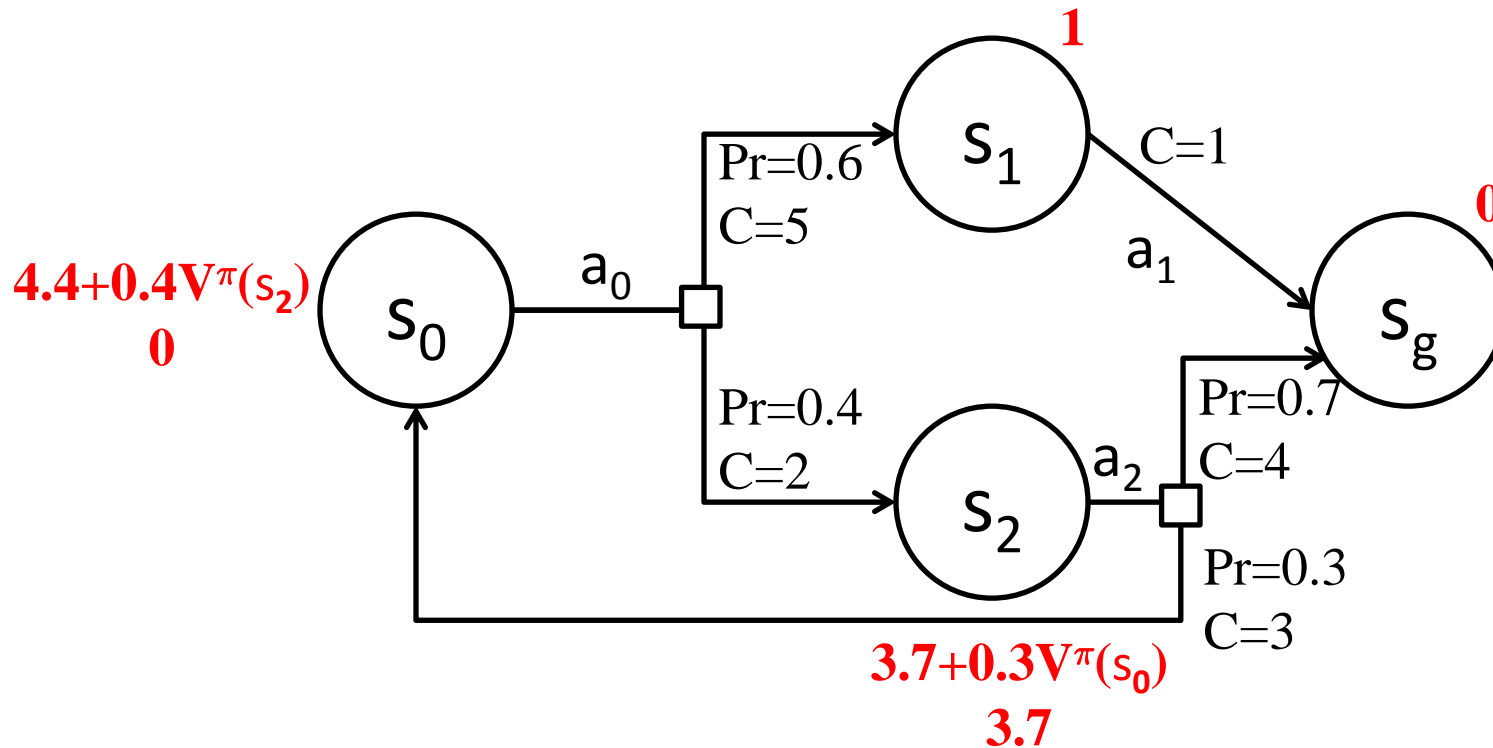 1
s1
C=1
Pr=0.6
C=5
0
a1
a0
4.4+0.4Vπ(s2)
0
s0
sg
Pr=0.4
C=2
Pr=0.7
C=4
a2
s2
Pr=0.3
C=3
3.7+0.3Vπ(s0)
3.7